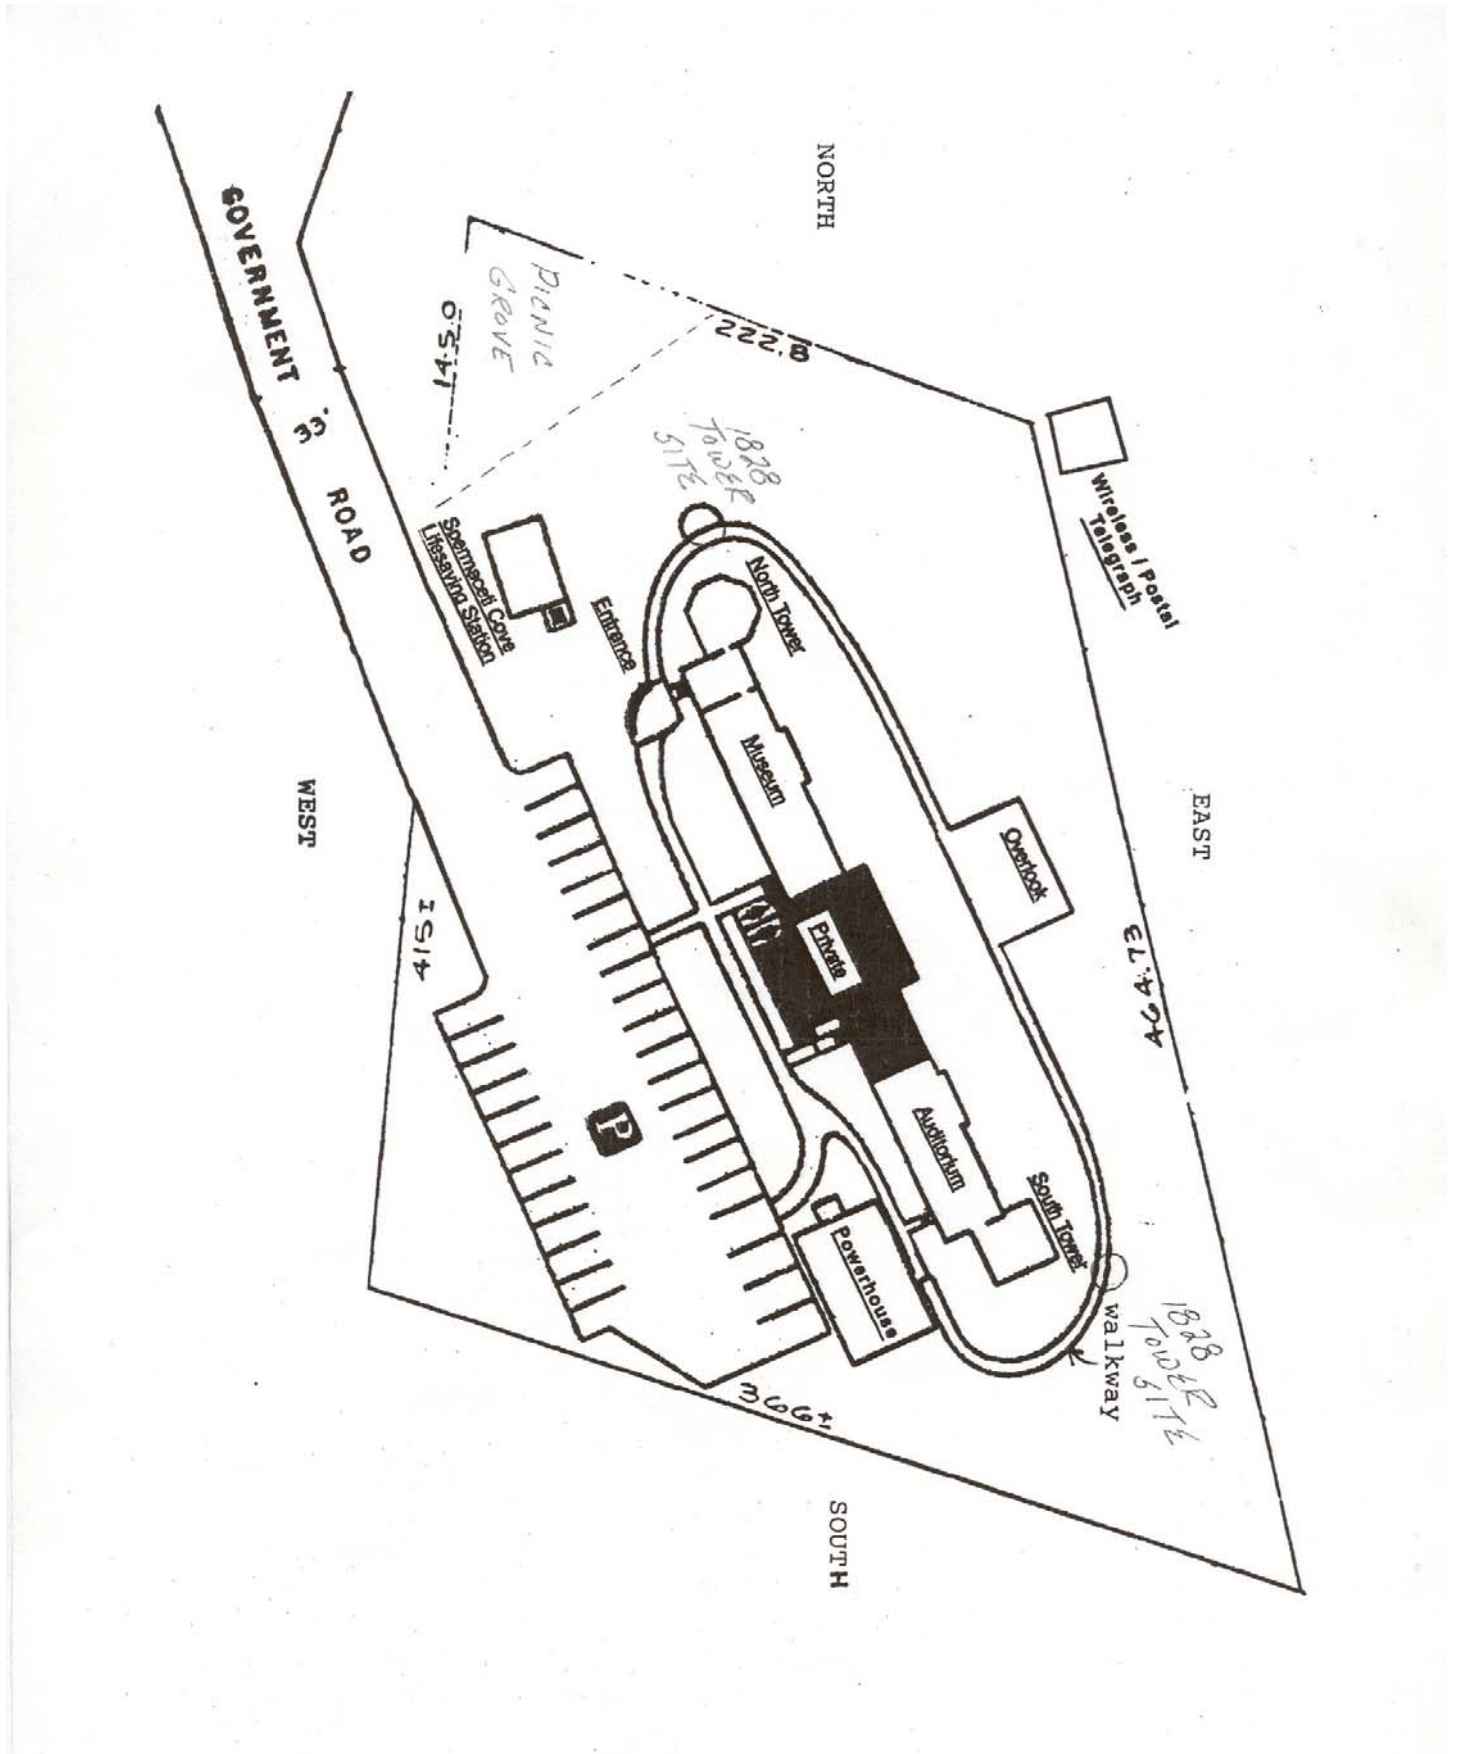 NORTH
GOVERNMENT 33' ROAD
PICNIC
GROVE
145.0
222.8
1828
TOWER
SITE
Wireless / Postal
Telegraph
Spermaceti Cove
Lifesaving Station
Entrance
North Tower
Museum
WEST
EAST
Overlook
Private
415±
464.73
P
Auditorium
South Tower
Powerhouse
walkway
1828
TOWER
SITE
366±
SOUTH